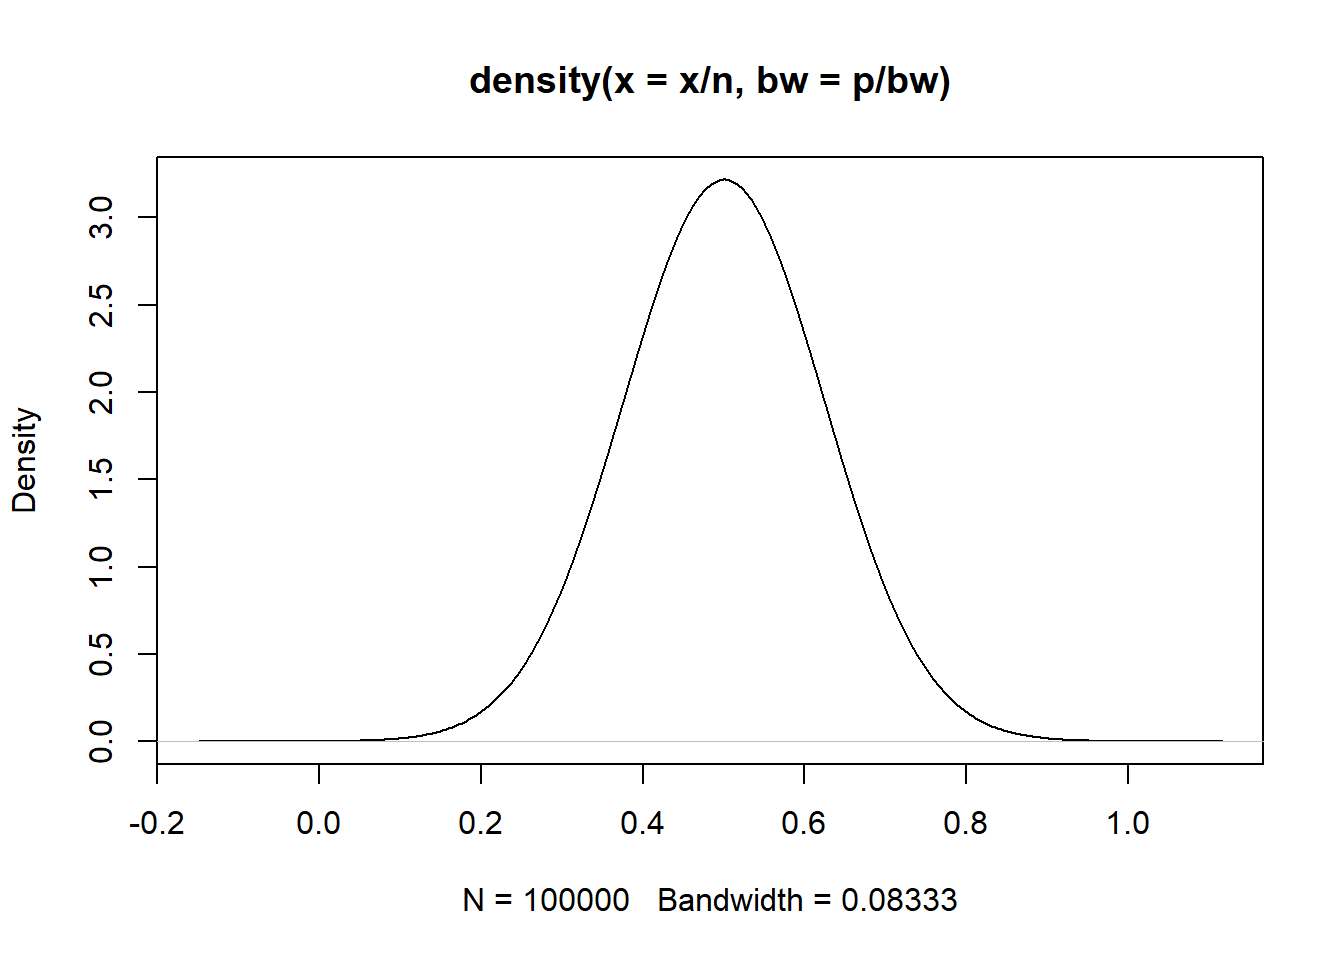 density(x = x/n, bw = p/bw)
Density
3.0
2.5
2.0
1.5
1.0
0.5
0.0
-0.2 0.0 0.2 0.4 0.6 0.8 1.0
N = 100000 Bandwidth = 0.08333